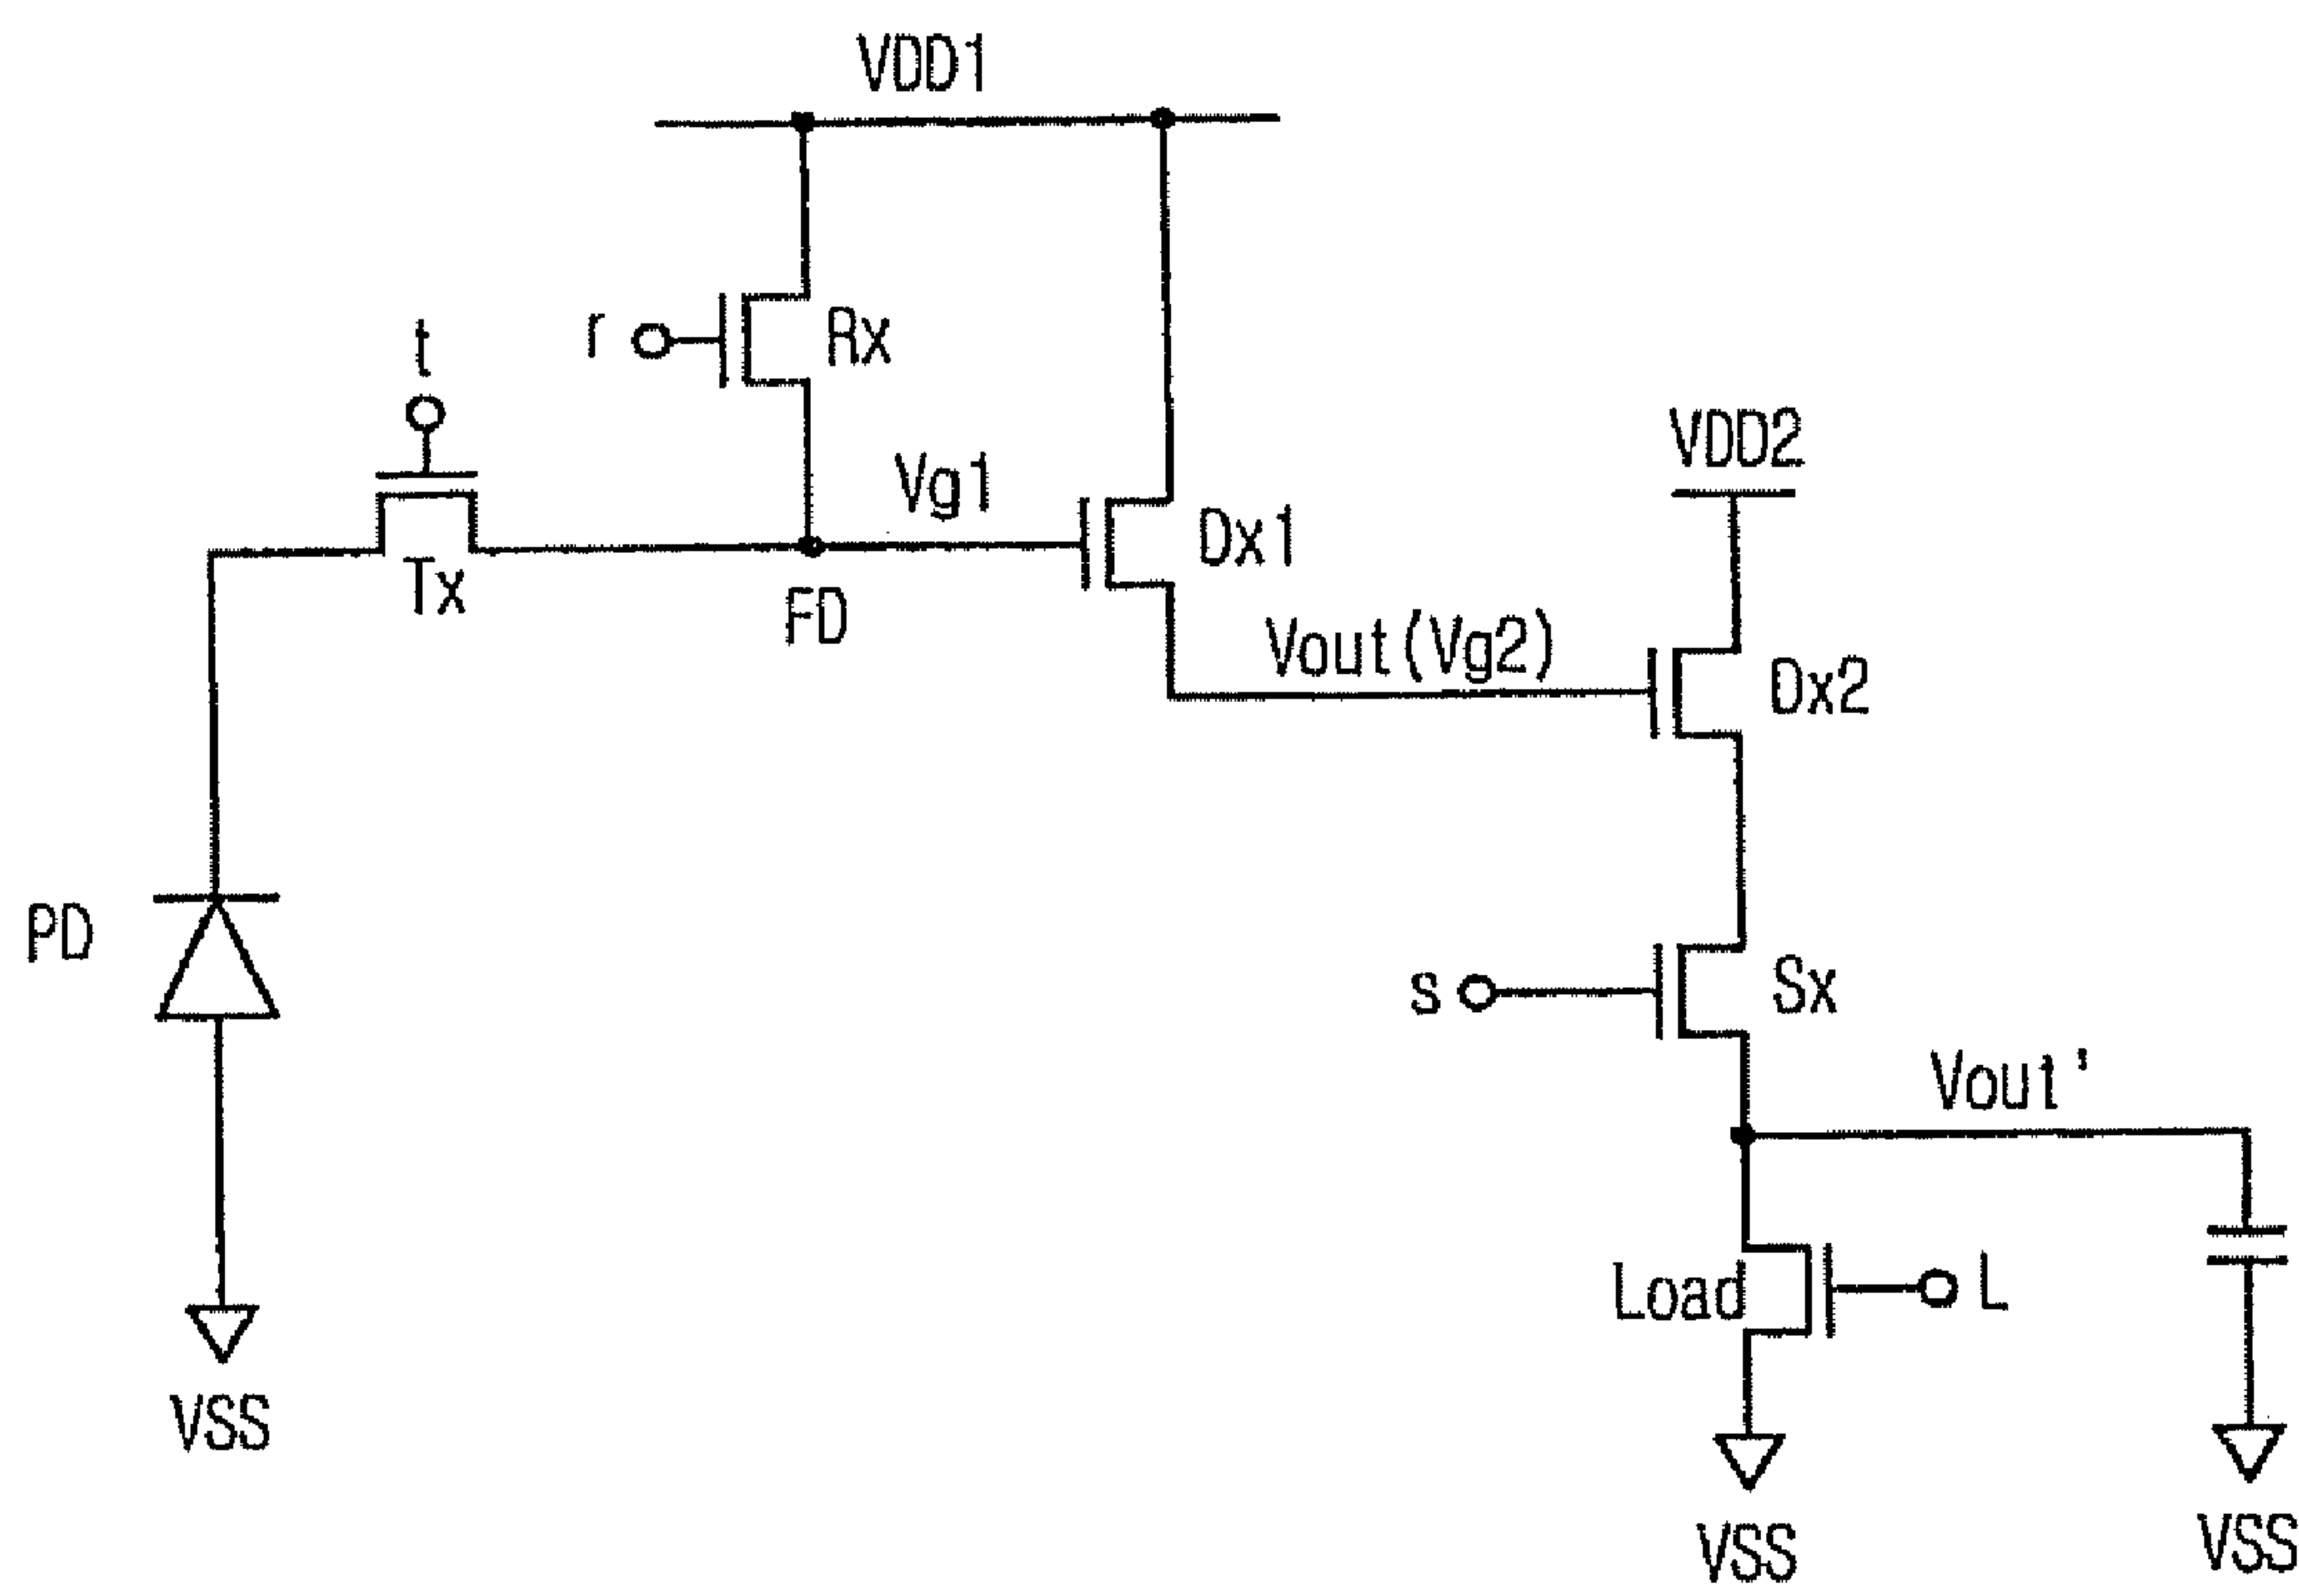 VDD1
r
Rx
t
VDD2
Vg1
Dx1
Tx
FD
Vout(Vg2)
Dx2
PD
s
Sx
Vout'
Load
L
VSS
VSS
VSS